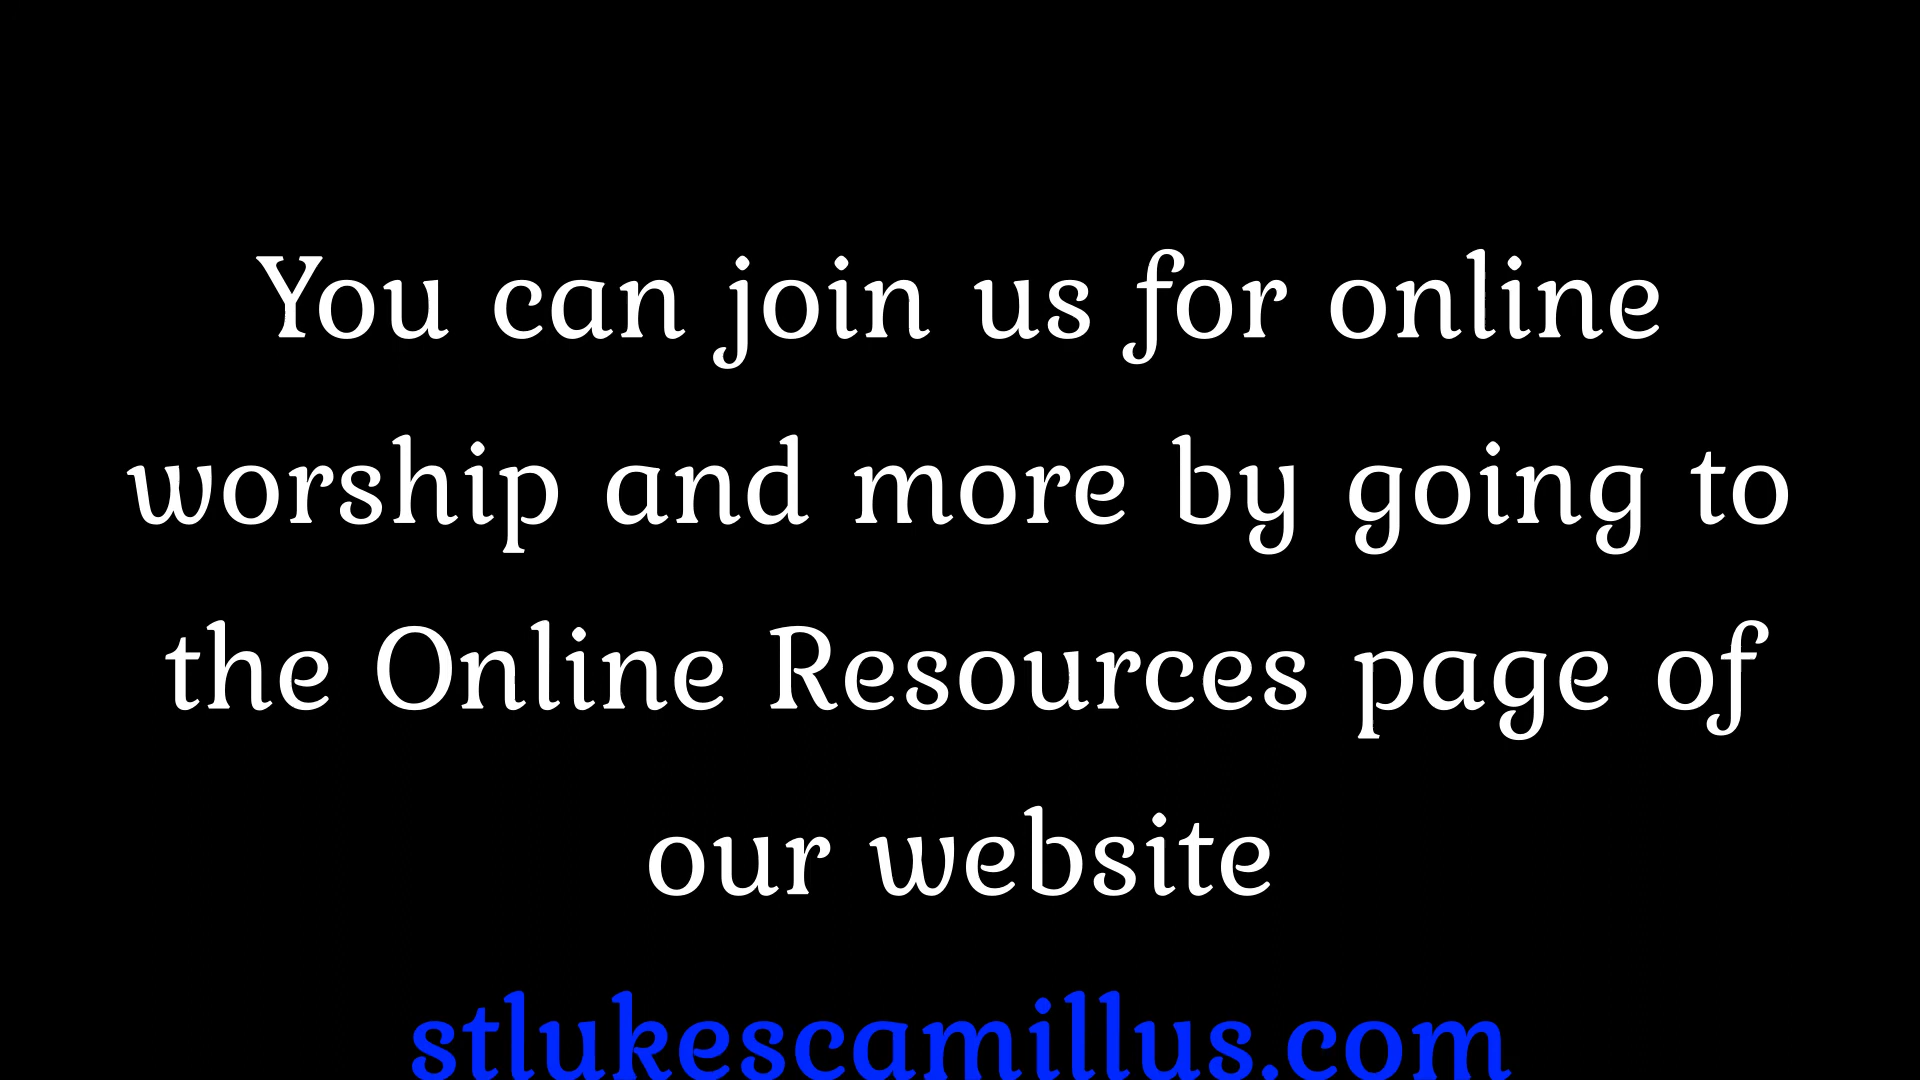 You can join us for online
worship and more by going to
the Online Resources page of
our website
stlukescamillus.com